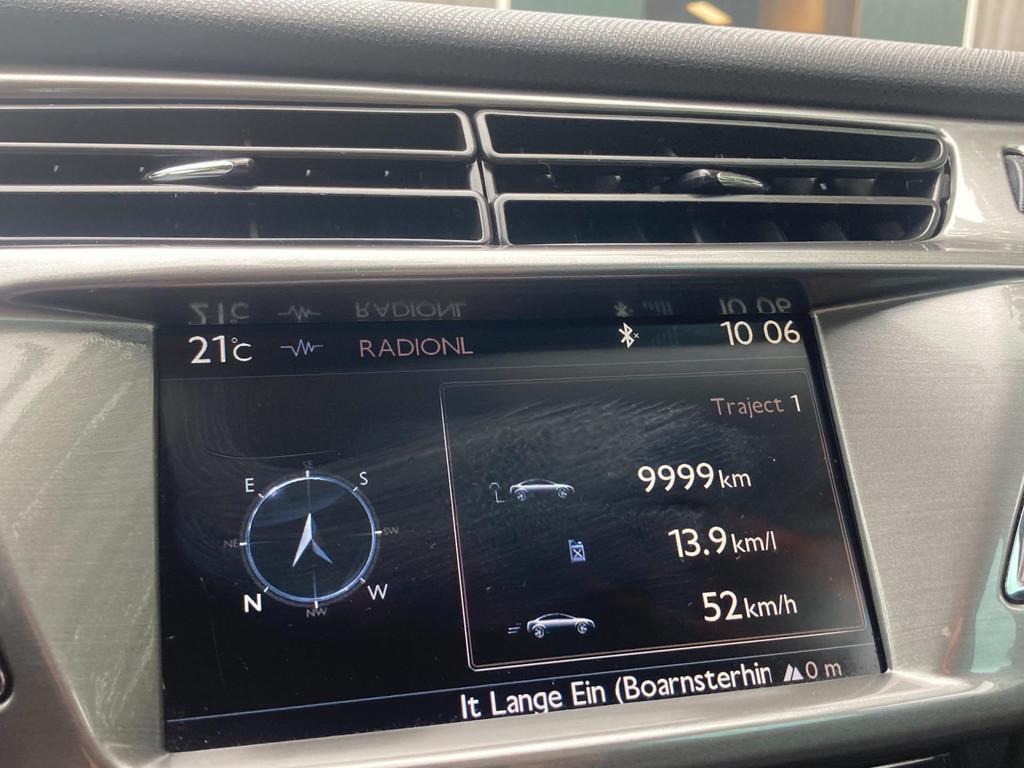 21°C RADIONL 10 06
Traject 1
9999 km
13.9 km/l
52 km/h
SE
E S
NE SW
N W
NW
It Lange Ein (Boarnsterhin 0 m